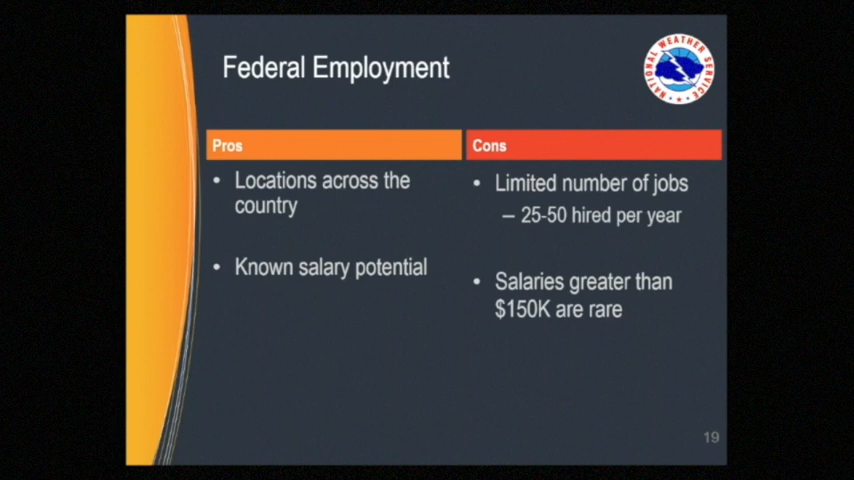 Federal Employment
NATIONAL WEATHER SERVICE
Pros
Cons
• Locations across the
country
• Known salary potential
• Limited number of jobs
– 25-50 hired per year
• Salaries greater than
$150K are rare
19